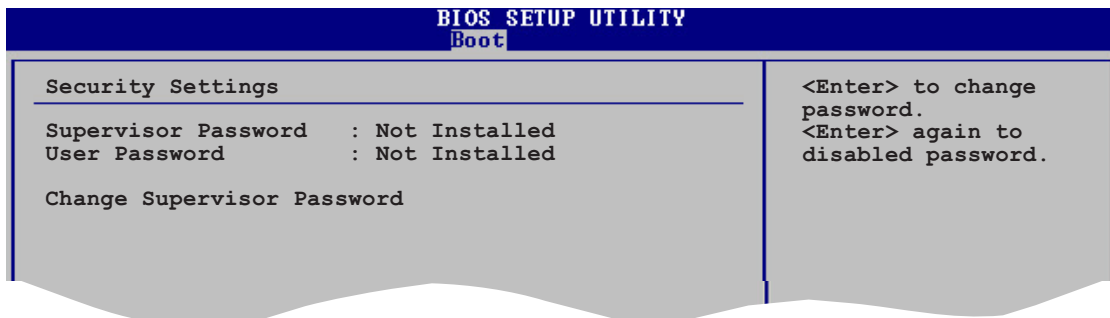 BIOS SETUP UTILITY
Boot
Security Settings
Supervisor Password : Not Installed
User Password : Not Installed
Change Supervisor Password
<Enter> to change
password.
<Enter> again to
disabled password.